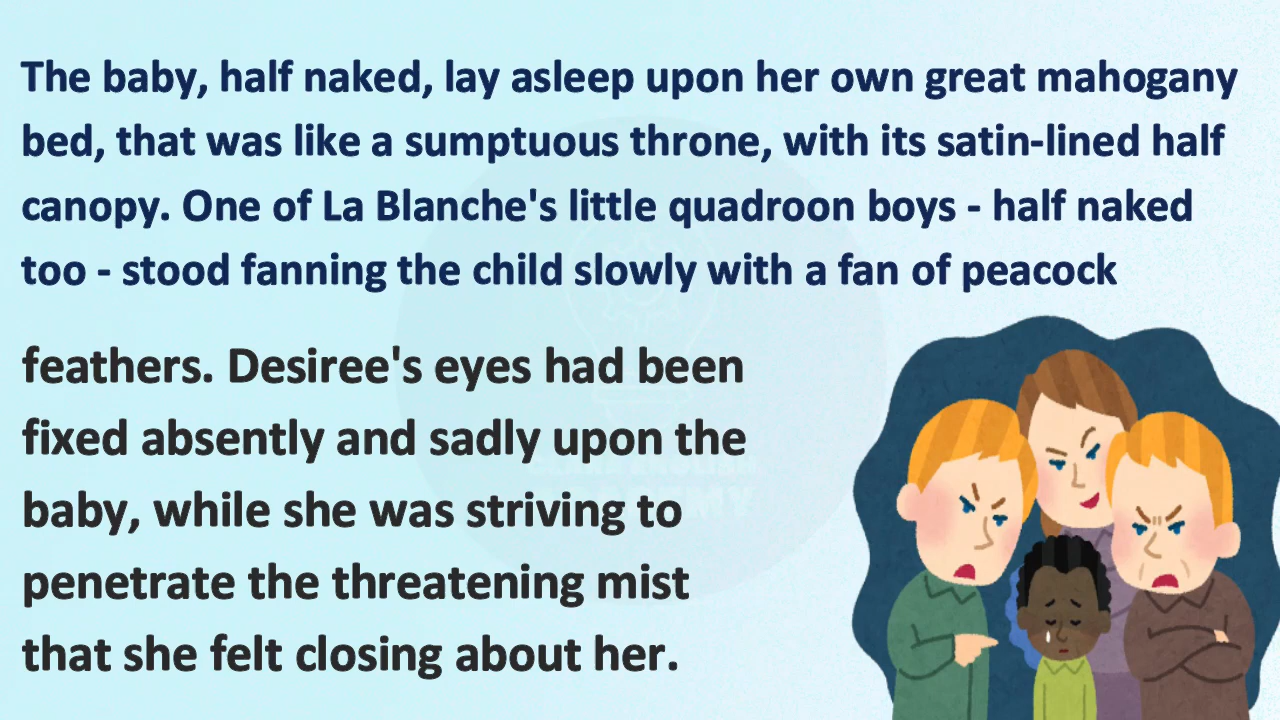 The baby, half naked, lay asleep upon her own great mahogany
bed, that was like a sumptuous throne, with its satin-lined half
canopy. One of La Blanche's little quadroon boys - half naked
too - stood fanning the child slowly with a fan of peacock
feathers. Desiree's eyes had been
fixed absently and sadly upon the
baby, while she was striving to
penetrate the threatening mist
that she felt closing about her.